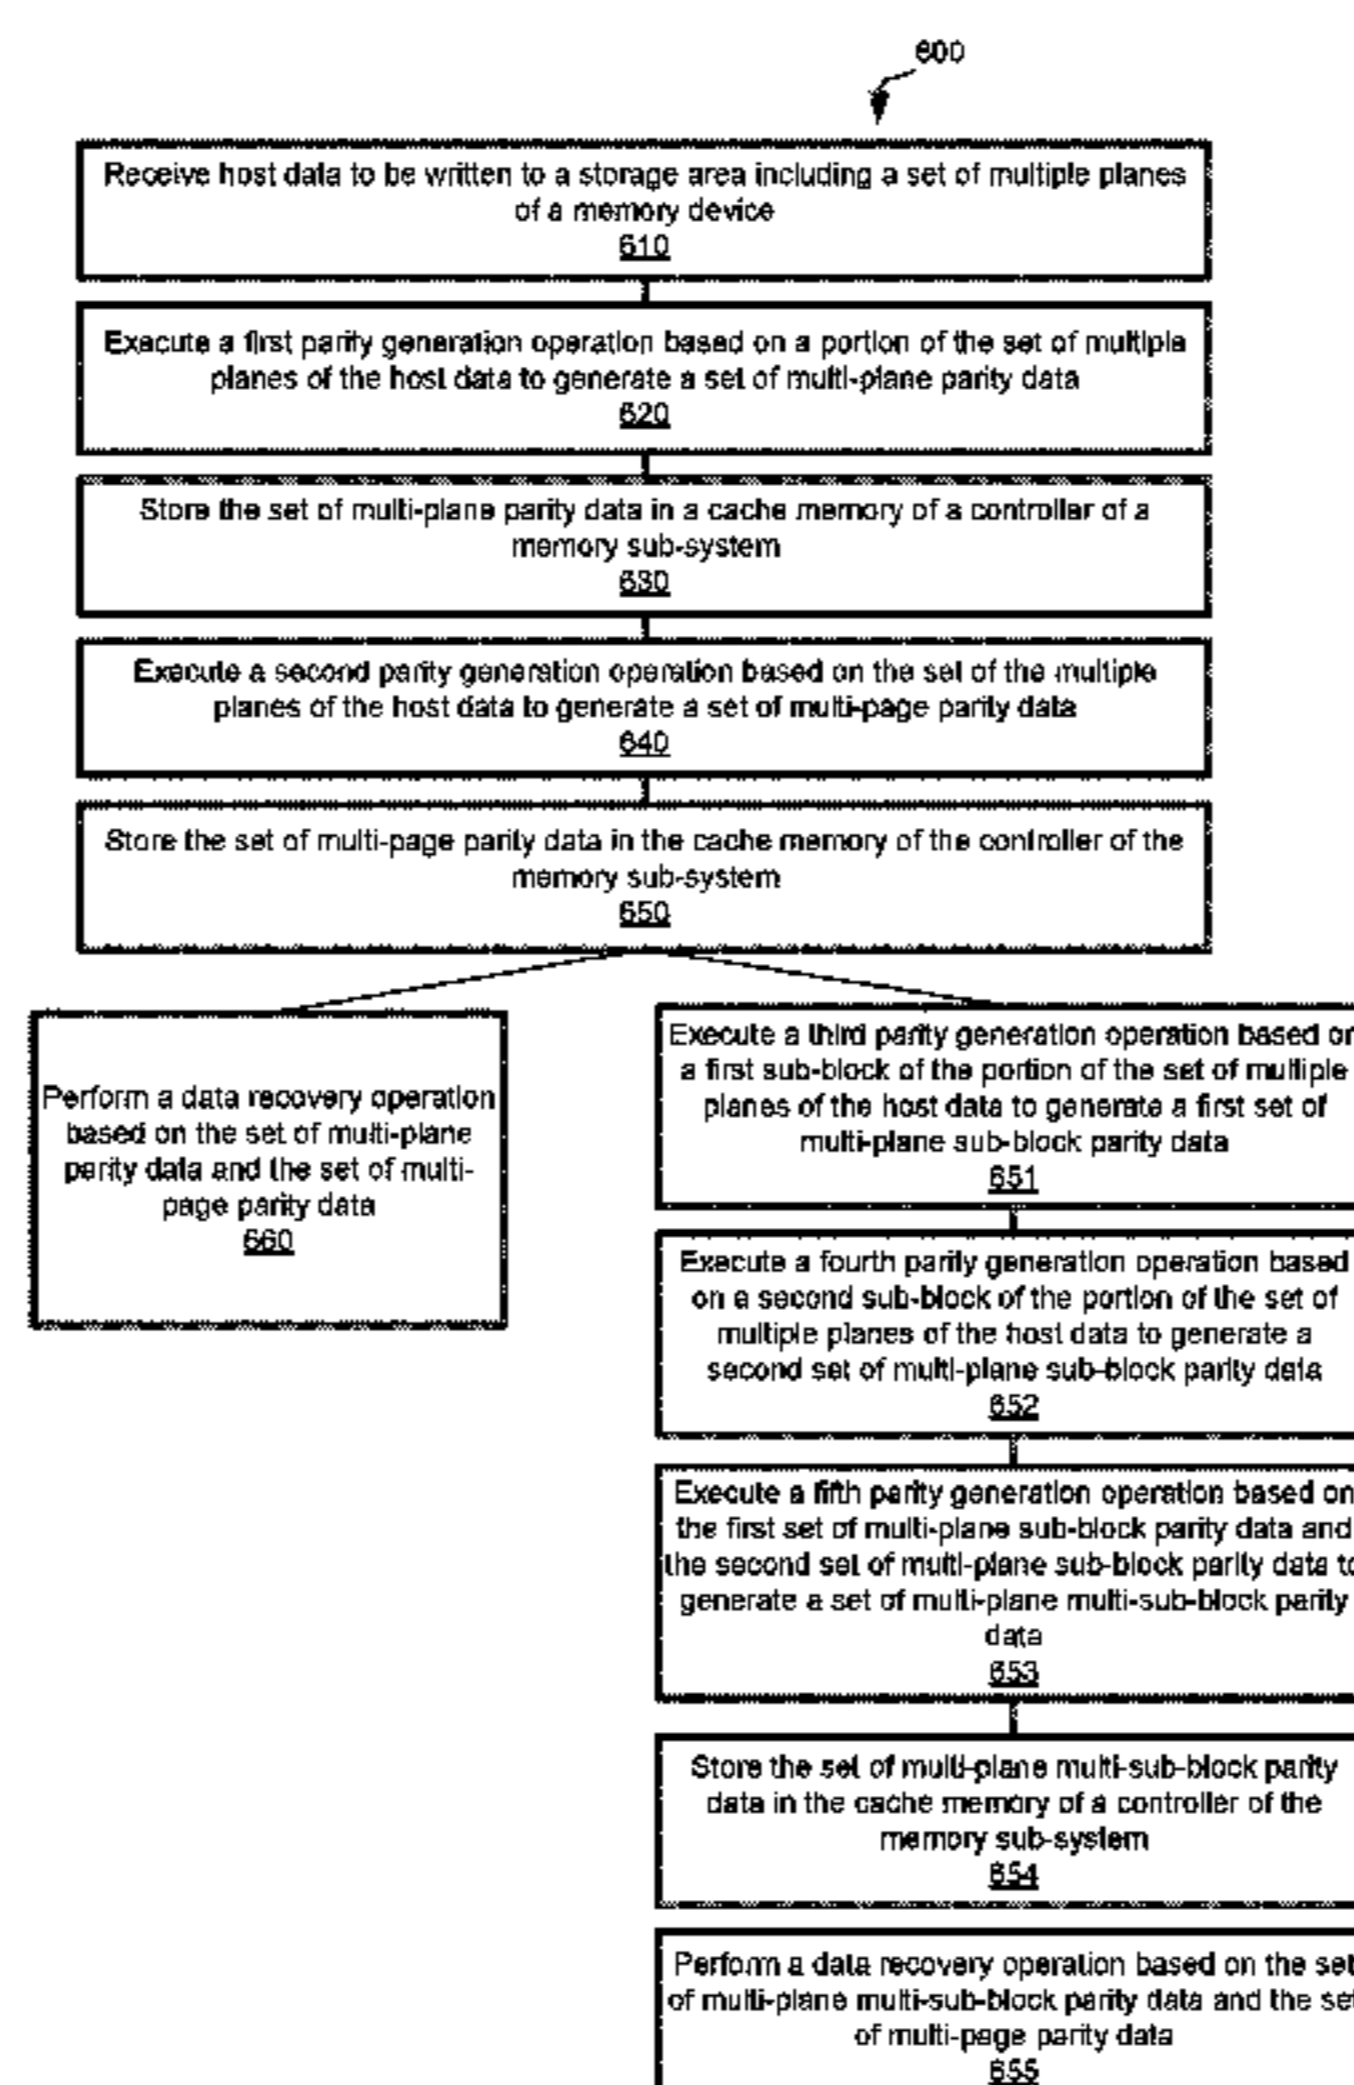 600
Receive host data to be written to a storage area including a set of multiple planes
of a memory device
610
Execute a first parity generation operation based on a portion of the set of multiple
planes of the host data to generate a set of multi-plane parity data
620
Store the set of multi-plane parity data in a cache memory of a controller of a
memory sub-system
630
Execute a second parity generation operation based on the set of the multiple
planes of the host data to generate a set of multi-page parity data
640
Store the set of multi-page parity data in the cache memory of the controller of the
memory sub-system
650
Perform a data recovery operation
based on the set of multi-plane
parity data and the set of multi-
page parity data
660
Execute a third parity generation operation based on
a first sub-block of the portion of the set of multiple
planes of the host data to generate a first set of
multi-plane sub-block parity data
651
Execute a fourth parity generation operation based
on a second sub-block of the portion of the set of
multiple planes of the host data to generate a
second set of multi-plane sub-block parity data
652
Execute a fifth parity generation operation based on
the first set of multi-plane sub-block parity data and
the second set of multi-plane sub-block parity data to
generate a set of multi-plane multi-sub-block parity
data
653
Store the set of multi-plane multi-sub-block parity
data in the cache memory of a controller of the
memory sub-system
654
Perform a data recovery operation based on the set
of multi-plane multi-sub-block parity data and the set
of multi-page parity data
655